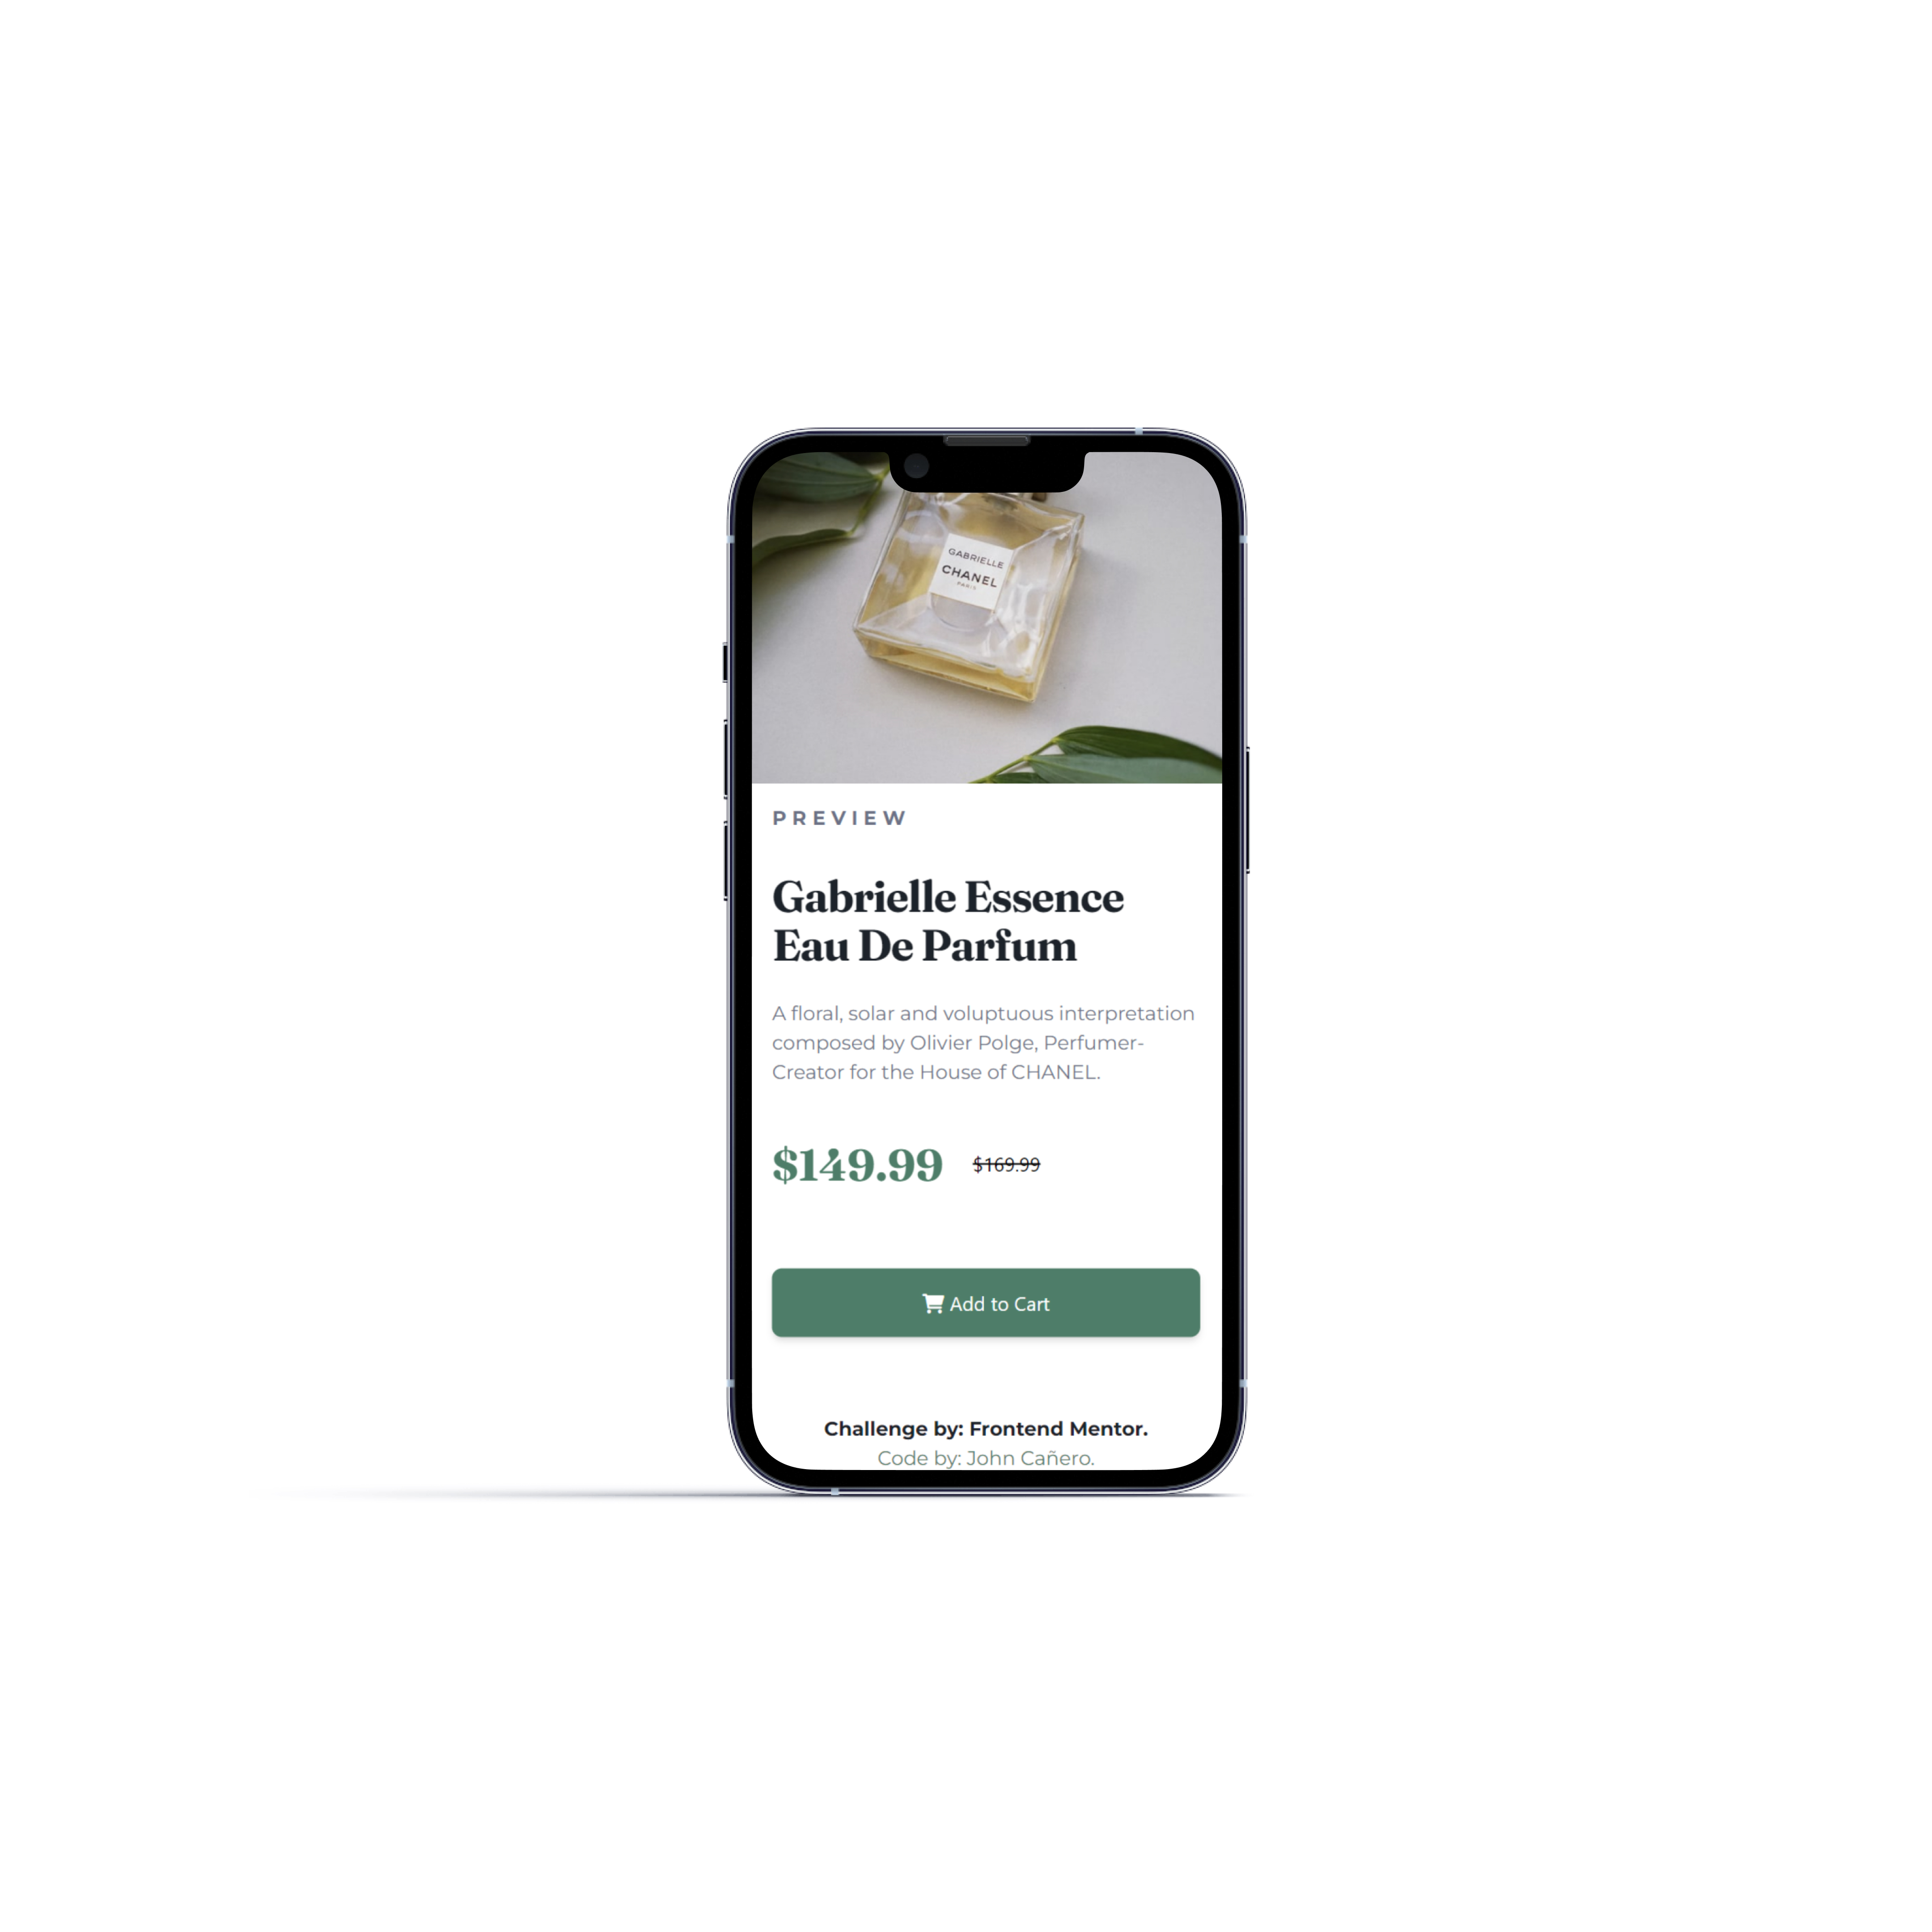 GABRIELLE
CHANEL
PARIS
PREVIEW
Gabrielle Essence
Eau De Parfum
A floral, solar and voluptuous interpretation
composed by Olivier Polge, Perfumer-
Creator for the House of CHANEL.
$149.99 $169.99
Add to Cart
Challenge by: Frontend Mentor.
Code by: John Cañero.